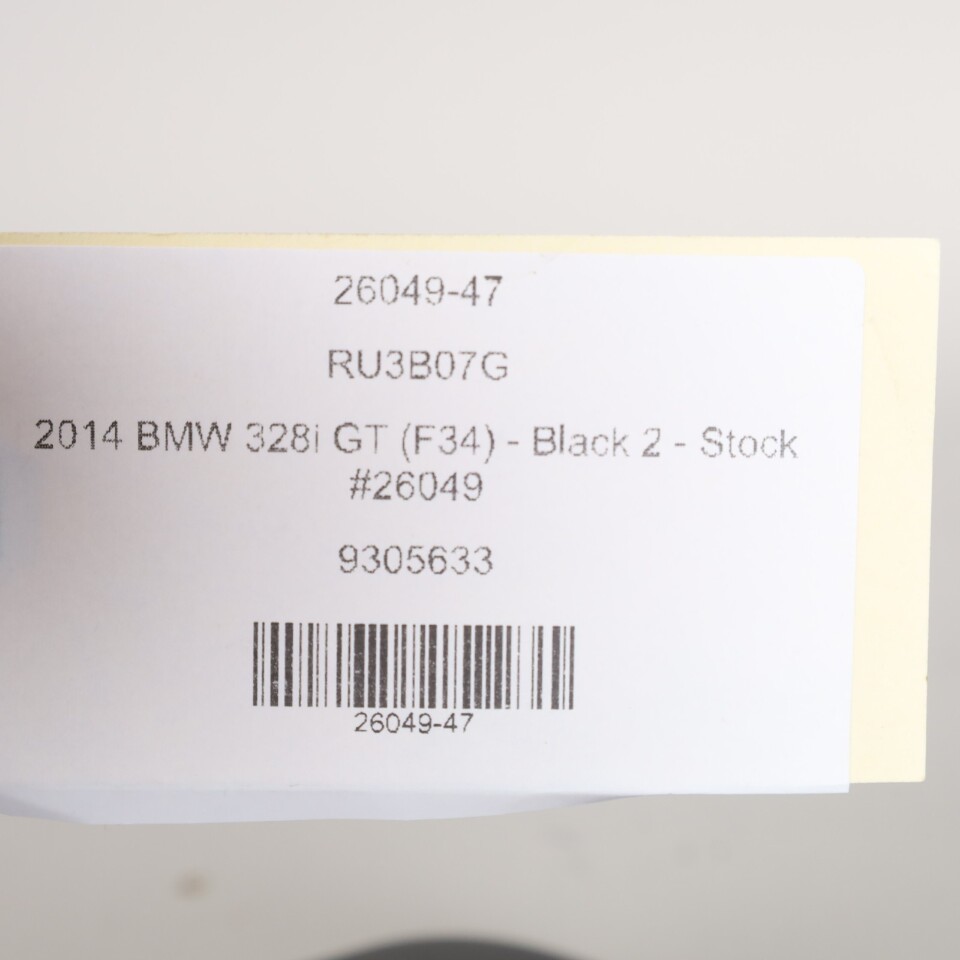 26049-47
RU3B07G
2014 BMW 328i GT (F34) - Black 2 - Stock
#26049
9305633
26049-47